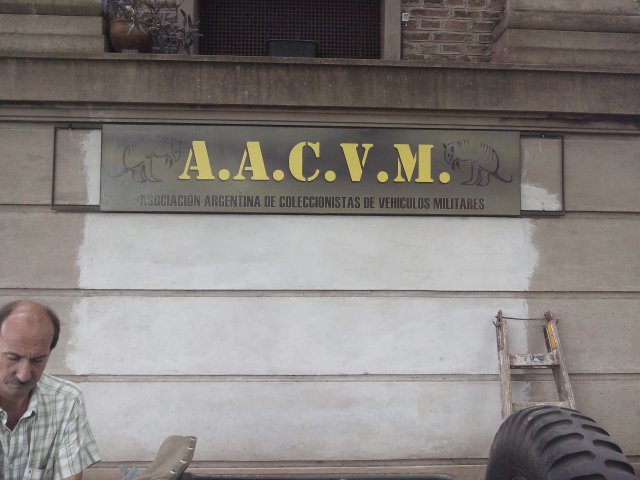 A.A.C.V.M.
ASOCIACION ARGENTINA DE COLECCIONISTAS DE VEHICULOS MILITARES